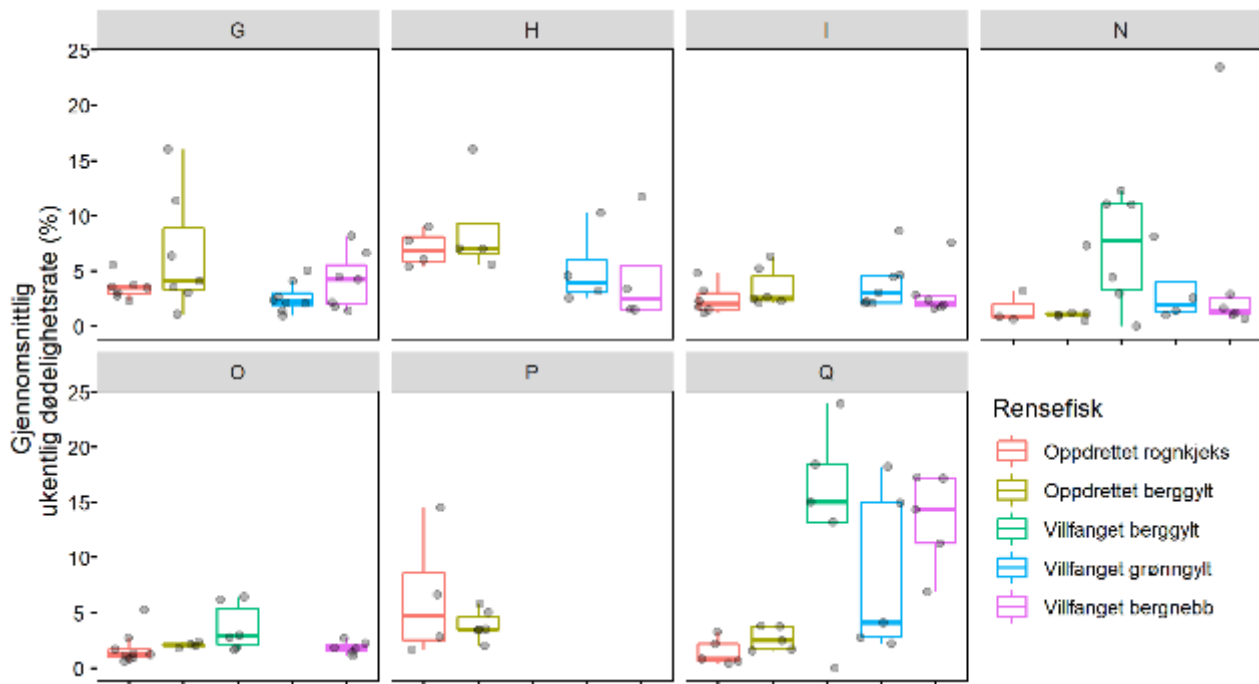 G H I N
25
20
15
10
5
0
Gjennomsnittlig
ukentlig dødelighetsrate (%)
O P Q
25
20
15
10
5
0
Rensefisk
Oppdrettet rognkjeks
Oppdrettet berggylt
Villfanget berggylt
Villfanget grønngylt
Villfanget bergnebb